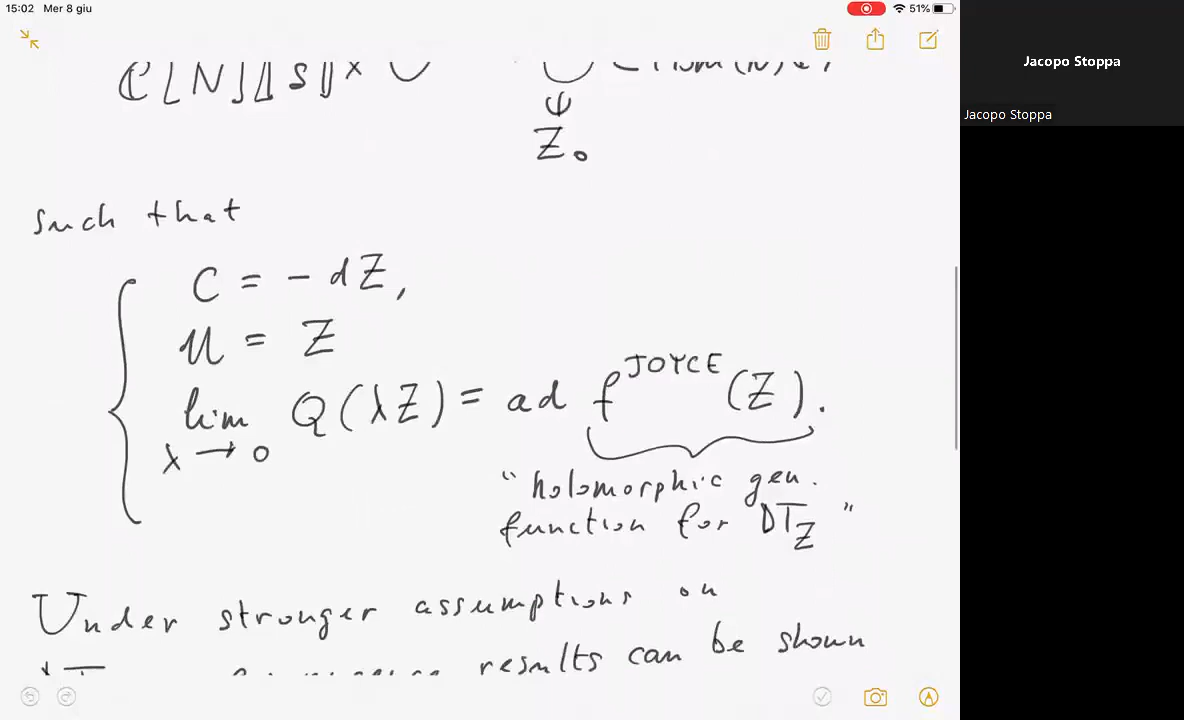 15:02 Mer 8 giu
51%
Jacopo Stoppa
Jacopo Stoppa
ℂ[N]⟦s⟧ × U
Z₀
such that
C = - dZ,
U = Z
lim Q(λZ) = ad f^JOYCE (Z).
λ → 0
"holomorphic gen.
function for DT_Z"
Under stronger assumptions on
results can be shown